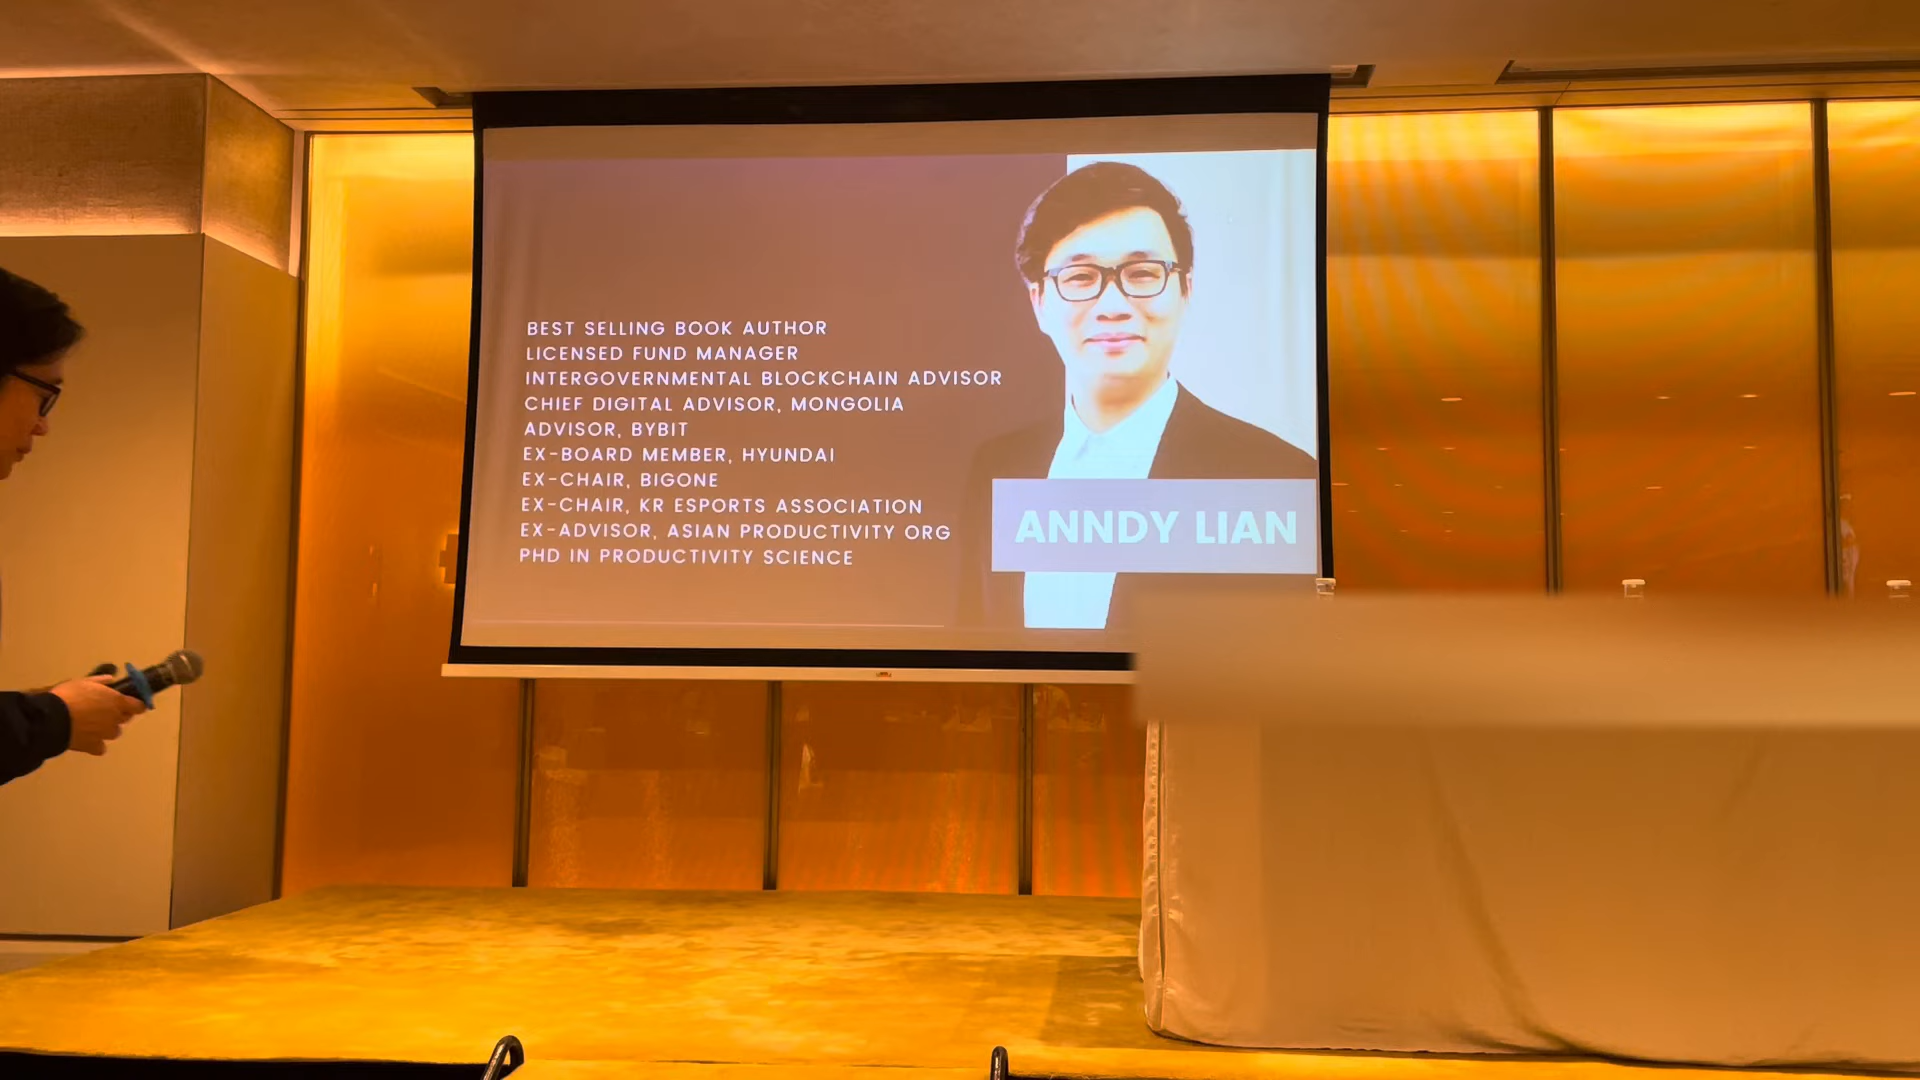 BEST SELLING BOOK AUTHOR
LICENSED FUND MANAGER
INTERGOVERNMENTAL BLOCKCHAIN ADVISOR
CHIEF DIGITAL ADVISOR, MONGOLIA
ADVISOR, BYBIT
EX-BOARD MEMBER, HYUNDAI
EX-CHAIR, BIGONE
EX-CHAIR, KR ESPORTS ASSOCIATION
EX-ADVISOR, ASIAN PRODUCTIVITY ORG
PHD IN PRODUCTIVITY SCIENCE
ANNDY LIAN